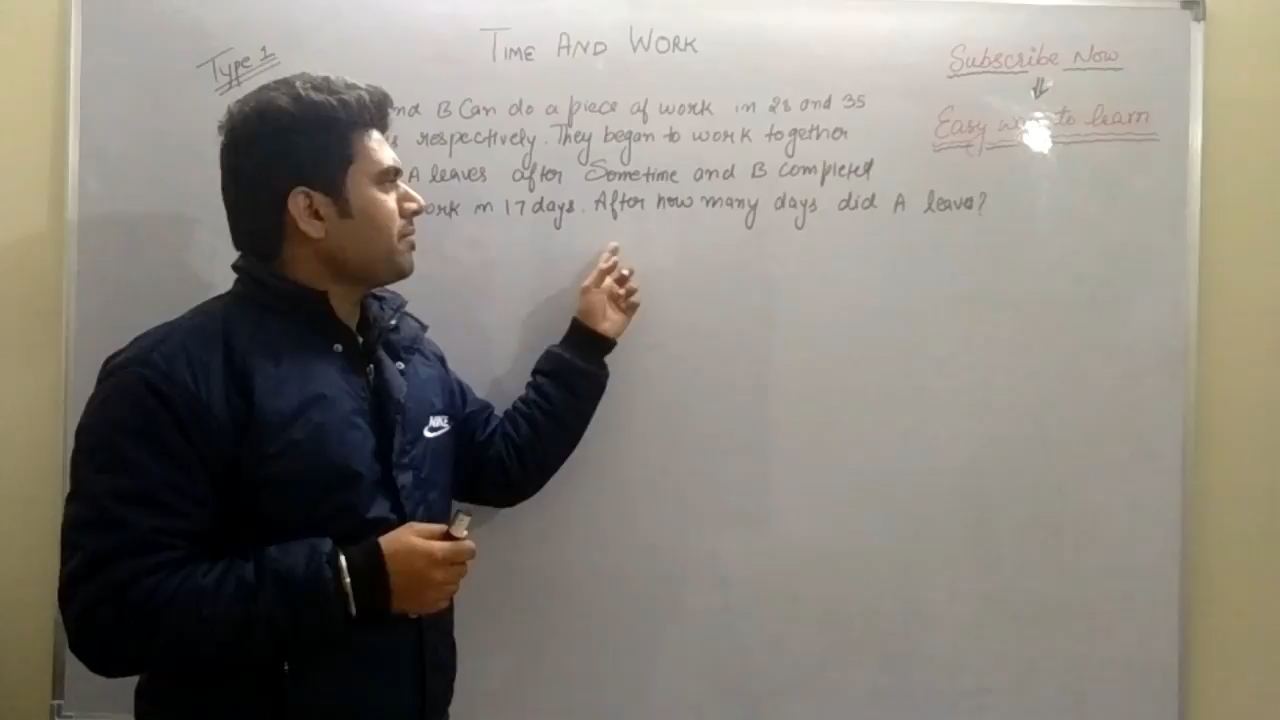 Type 1
TIME AND WORK
Subscribe Now
Easy to learn
nd B Can do a piece of work in 28 and 35
s respectively. They began to work together
A leaves after Sometime and B completed
ork in 17 days. After how many days did A leave?
NIKE